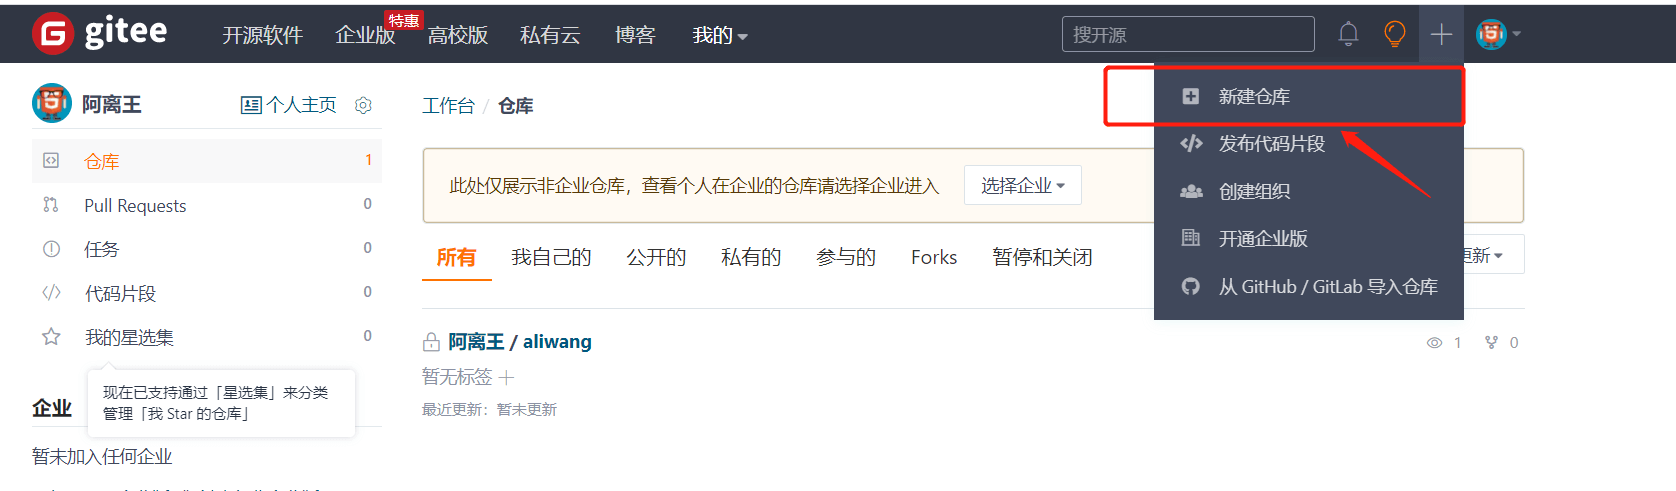 gitee 开源软件 企业版 特惠 高校版 私有云 博客 我的 搜开源
阿离王 个人主页
工作台 / 仓库
新建仓库
发布代码片段
创建组织
开通企业版
从 GitHub / GitLab 导入仓库
仓库 1
Pull Requests 0
任务 0
代码片段 0
我的星选集 0
现在已支持通过「星选集」来分类
管理「我 Star 的仓库」
企业
暂未加入任何企业
此处仅展示非企业仓库，查看个人在企业的仓库请选择企业进入 选择企业
所有 我自己的 公开的 私有的 参与的 Forks 暂停和关闭 更新
阿离王 / aliwang 1 0
暂无标签
最近更新：暂未更新